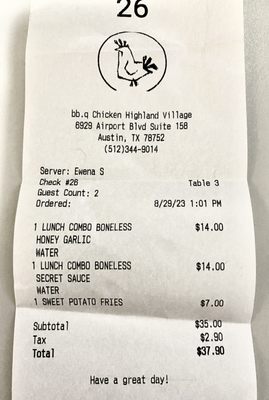 26
bb.q Chicken Highland Village
6929 Airport Blvd Suite 158
Austin, TX 78752
(512)344-9014
Server: Ewena S
Check #26 Table 3
Guest Count: 2
Ordered: 8/29/23 1:01 PM
1 LUNCH COMBO BONELESS $14.00
HONEY GARLIC
WATER
1 LUNCH COMBO BONELESS $14.00
SECRET SAUCE
WATER
1 SWEET POTATO FRIES $7.00
Subtotal $35.00
Tax $2.90
Total $37.90
Have a great day!